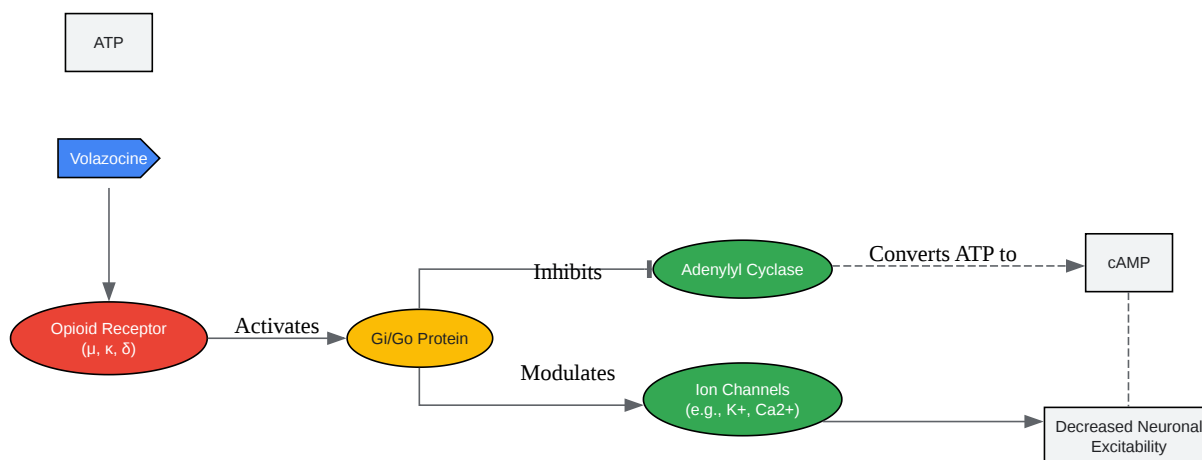 ATP
Volazocine
Opioid Receptor
(μ, κ, δ)
Activates
Gi/Go Protein
Inhibits
Adenylyl Cyclase
Converts ATP to
cAMP
Modulates
Ion Channels
(e.g., K+, Ca2+)
Decreased Neuronal
Excitability